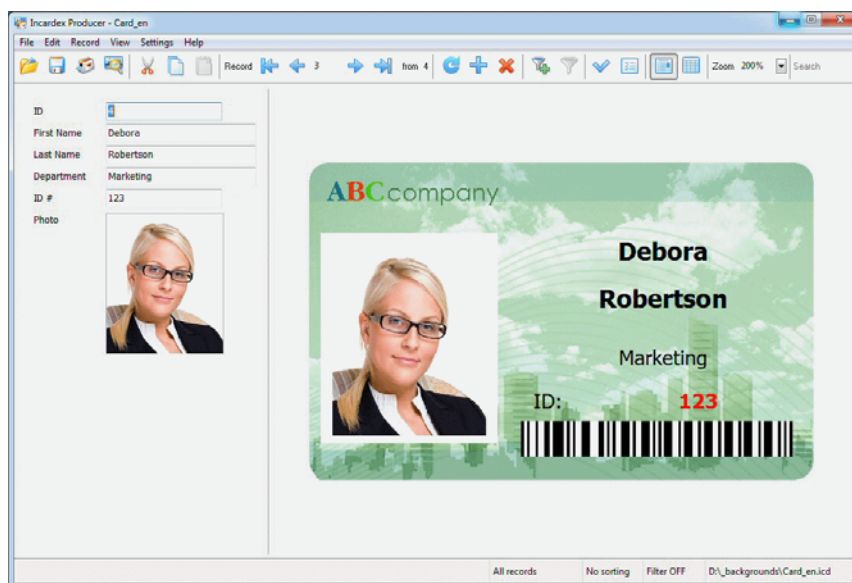 Incardex Producer - Card_en
File Edit Record View Settings Help
Record 3 from 4 Zoom 200% Search
ID
First Name Debora
Last Name Robertson
Department Marketing
ID # 123
Photo
ABCcompany
Debora
Robertson
Marketing
ID: 123
All records No sorting Filter OFF D:\_backgrounds\Card_en.icd